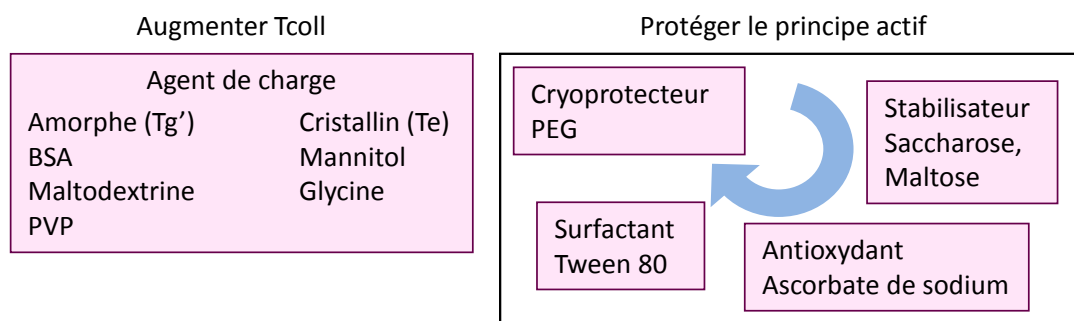 Augmenter Tcoll
Agent de charge
Amorphe (Tg’)
BSA
Maltodextrine
PVP
Cristallin (Te)
Mannitol
Glycine
Protéger le principe actif
Cryoprotecteur
PEG
Stabilisateur
Saccharose,
Maltose
Surfactant
Tween 80
Antioxydant
Ascorbate de sodium